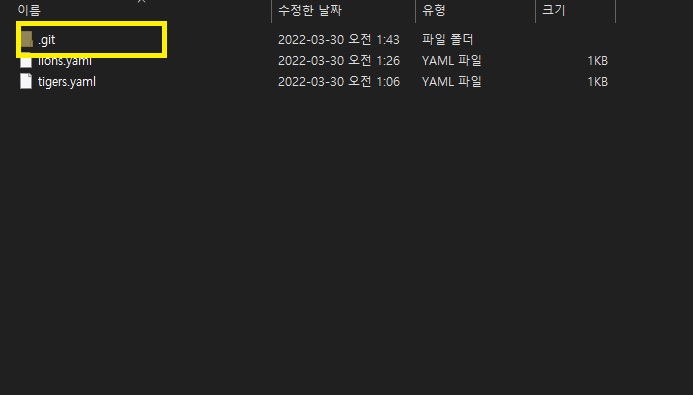 이름 수정한 날짜 유형 크기
.git 2022-03-30 오전 1:43 파일 폴더
lions.yaml 2022-03-30 오전 1:26 YAML 파일 1KB
tigers.yaml 2022-03-30 오전 1:06 YAML 파일 1KB